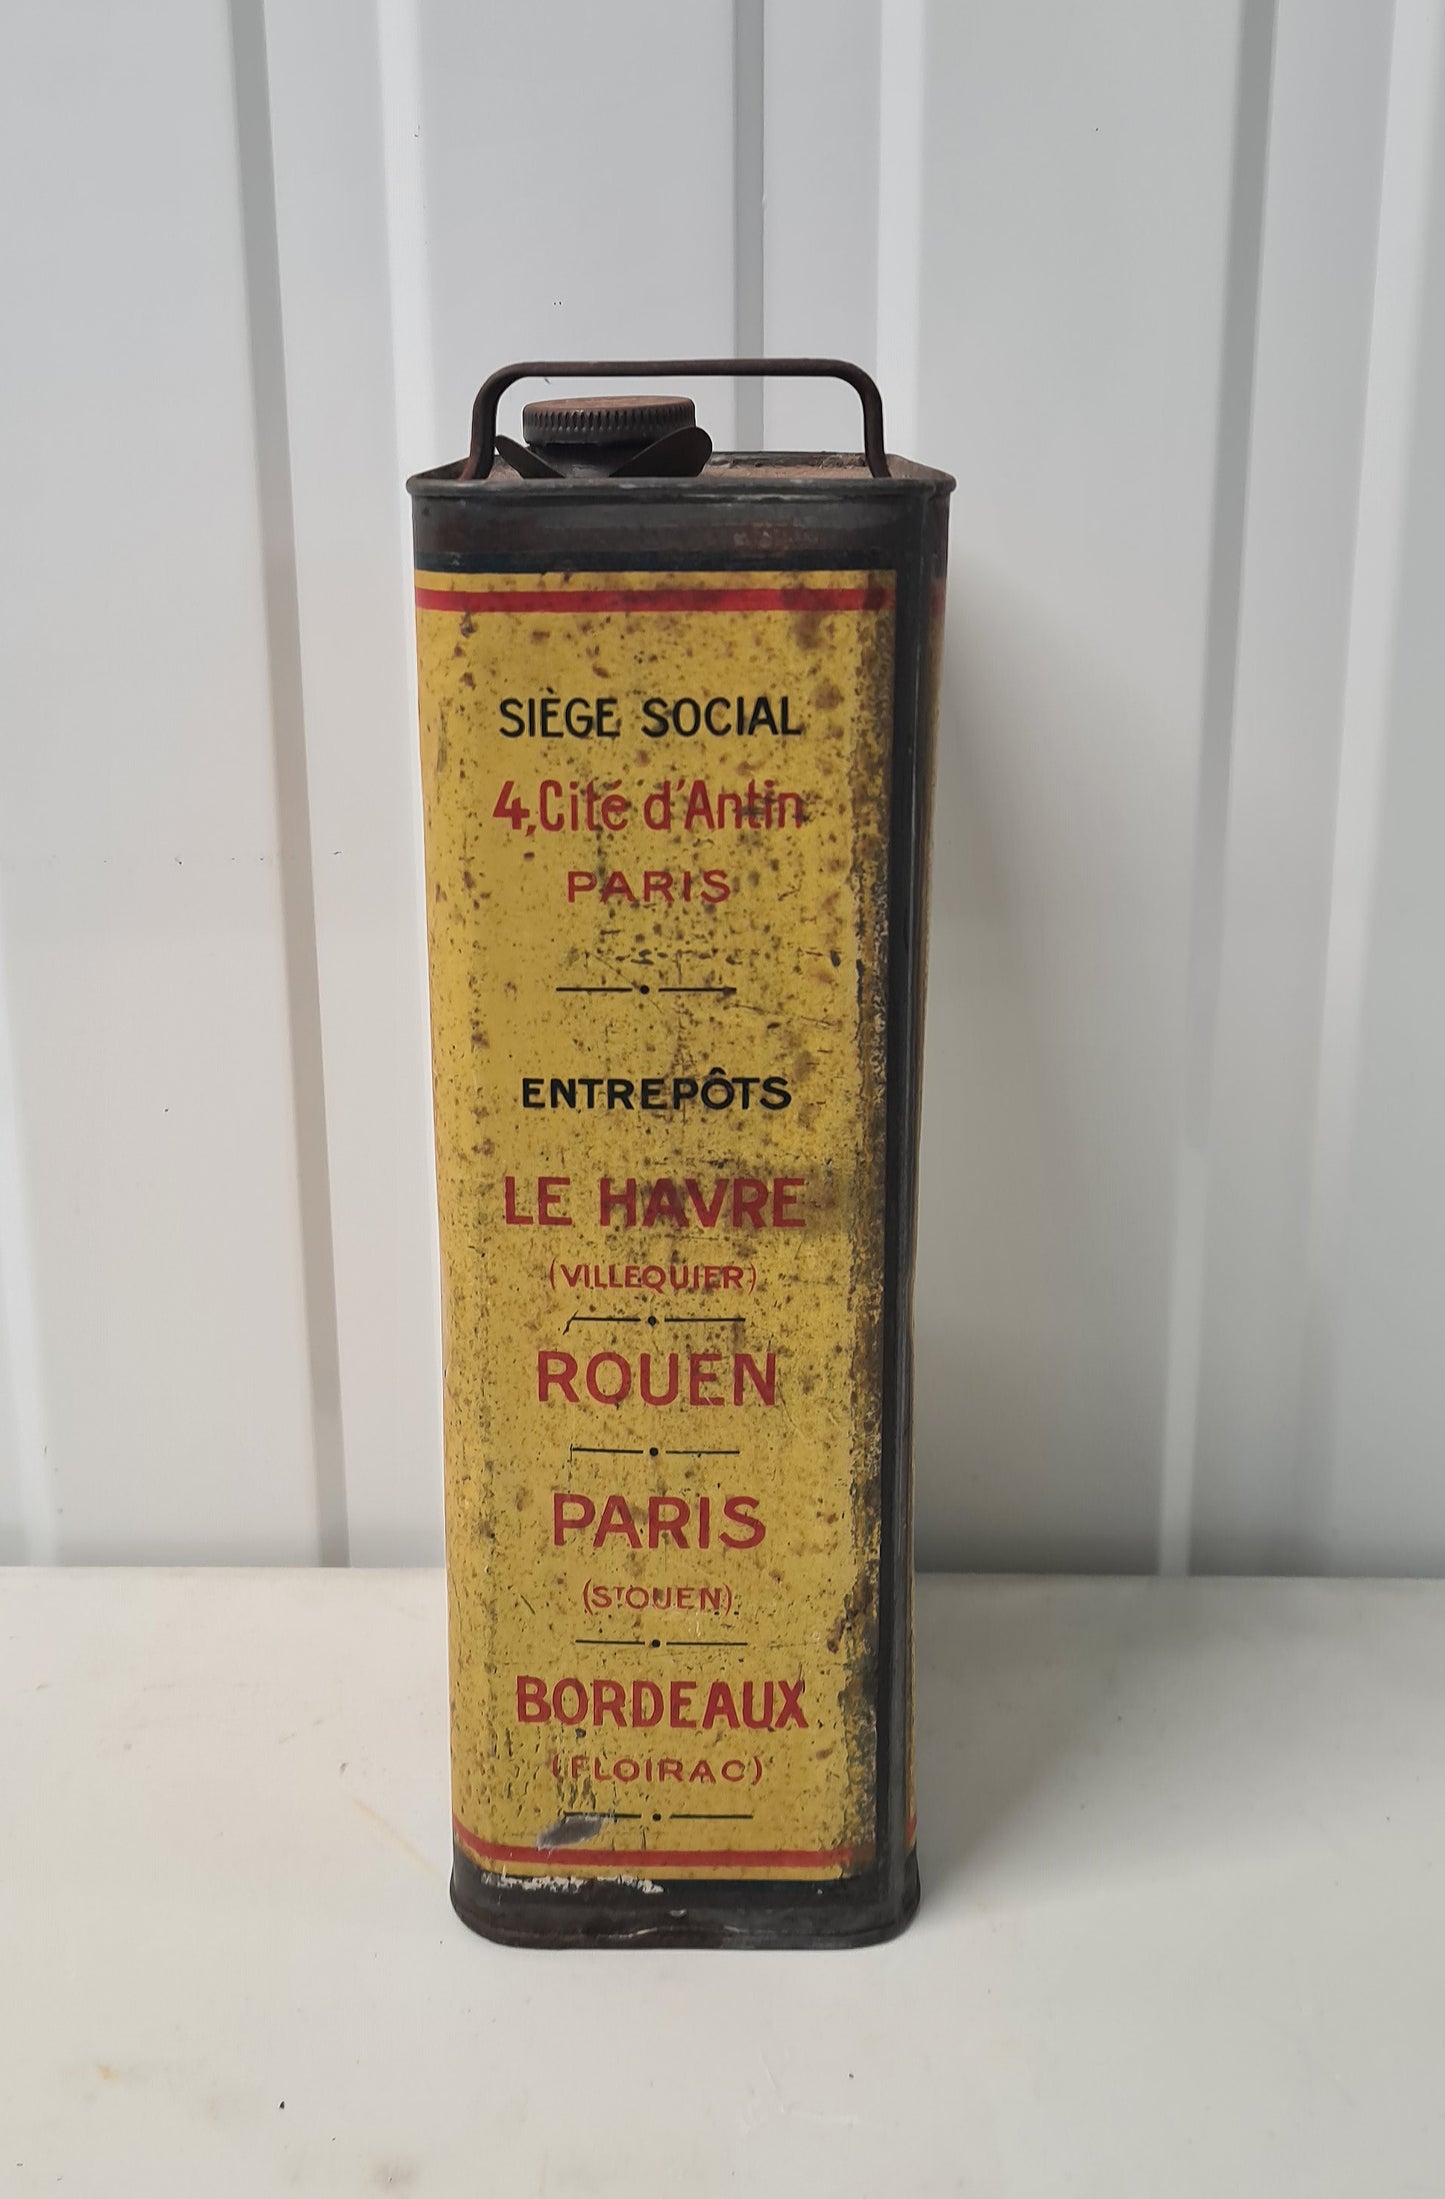 SIÈGE SOCIAL
4, Cité d'Antin
PARIS
ENTREPÔTS
LE HAVRE
(VILLEQUIER)
ROUEN
PARIS
(ST OUEN)
BORDEAUX
(FLOIRAC)